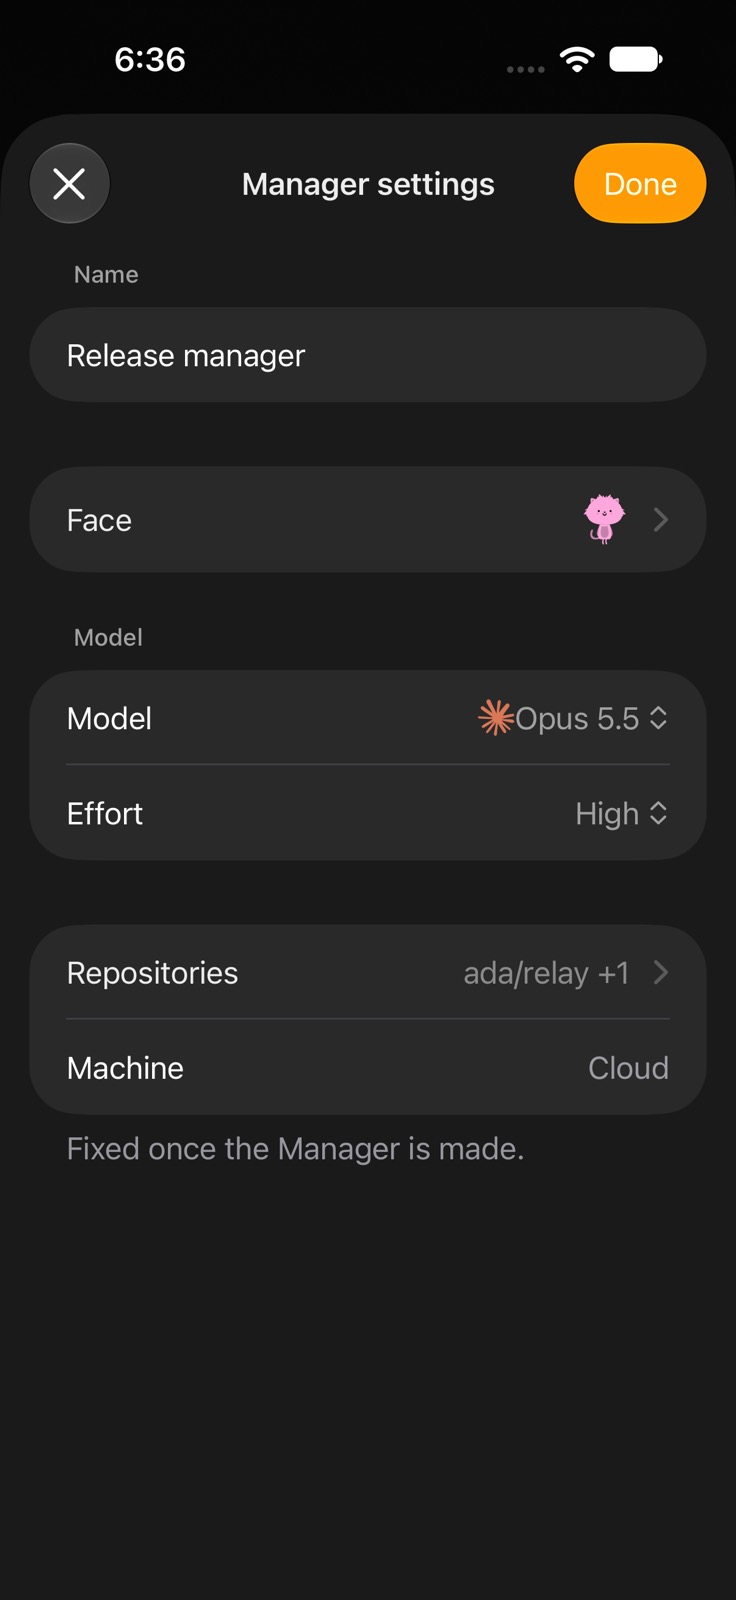 6:36
Manager settings
Done
Name
Release manager
Face
Model
Model
Opus 5.5
Effort
High
Repositories
ada/relay +1
Machine
Cloud
Fixed once the Manager is made.